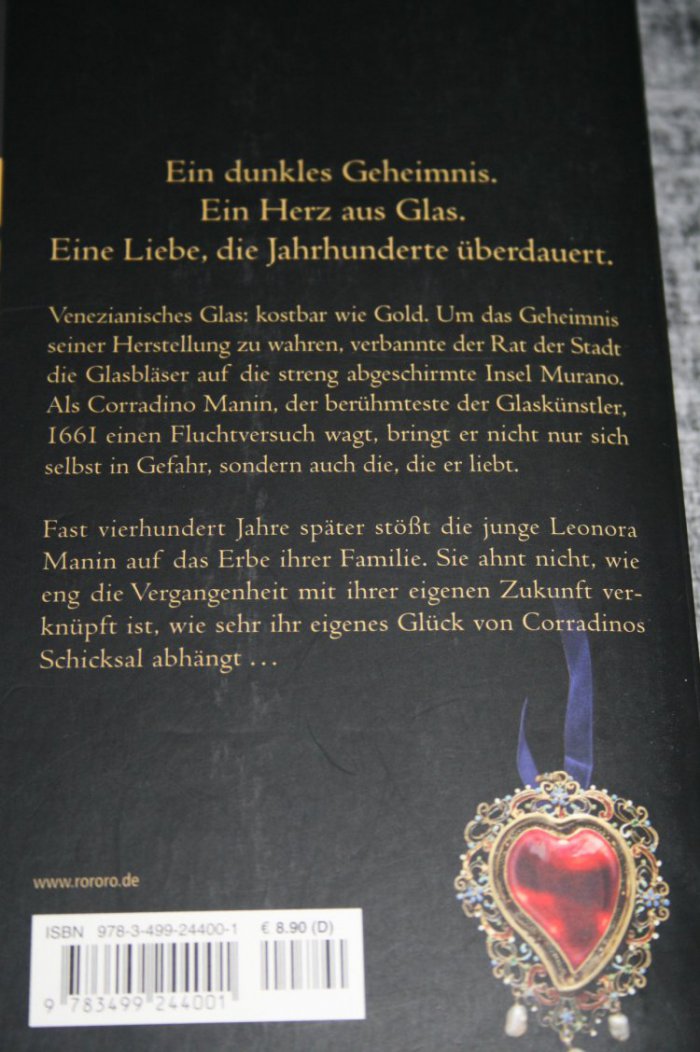 Ein dunkles Geheimnis.
Ein Herz aus Glas.
Eine Liebe, die Jahrhunderte überdauert.
Venezianisches Glas: kostbar wie Gold. Um das Geheimnis
seiner Herstellung zu wahren, verbannte der Rat der Stadt
die Glasbläser auf die streng abgeschirmte Insel Murano.
Als Corradino Manin, der berühmteste der Glaskünstler,
1661 einen Fluchtversuch wagt, bringt er nicht nur sich
selbst in Gefahr, sondern auch die, die er liebt.
Fast vierhundert Jahre später stößt die junge Leonora
Manin auf das Erbe ihrer Familie. Sie ahnt nicht, wie
eng die Vergangenheit mit ihrer eigenen Zukunft ver-
knüpft ist, wie sehr ihr eigenes Glück von Corradinos
Schicksal abhängt ...
www.rororo.de
ISBN 978-3-499-24400-1 € 8.90 (D)
9 783499 244001